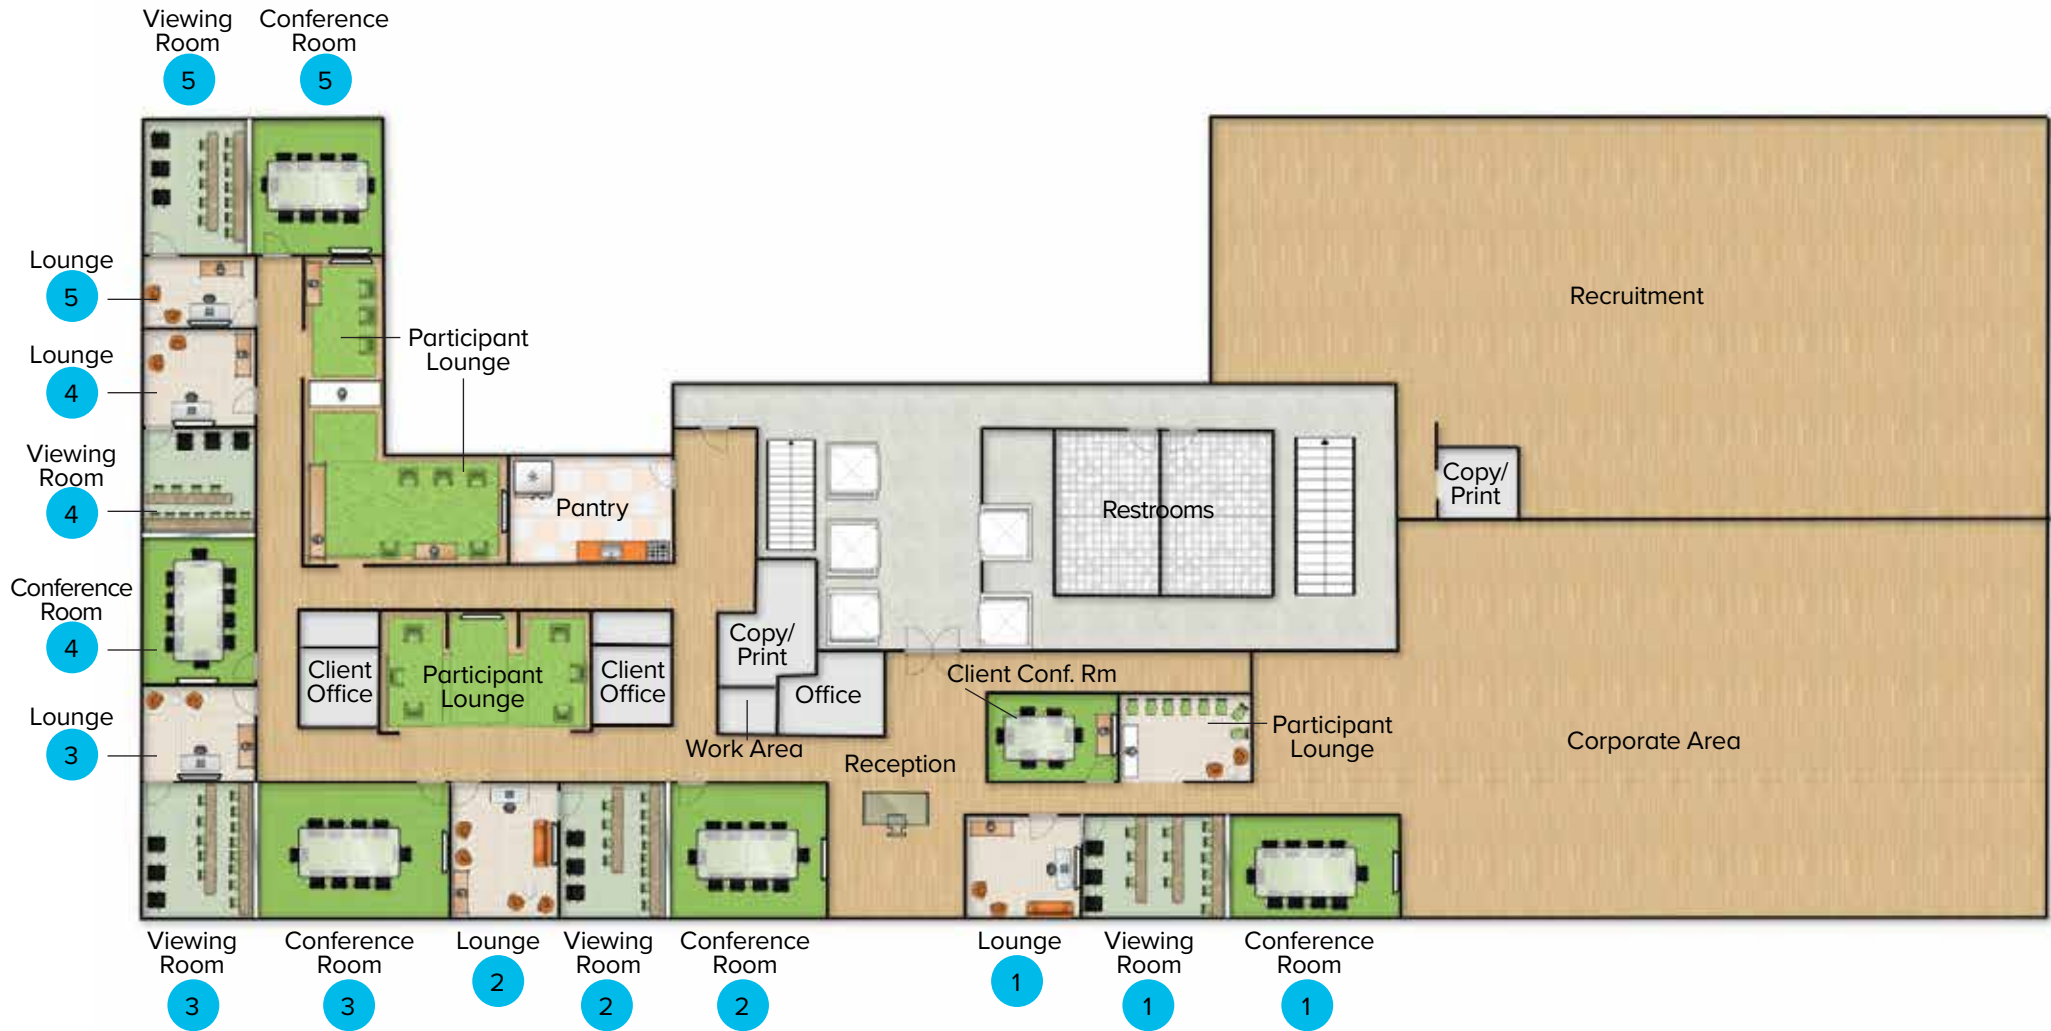 Viewing
Room
5
Conference
Room
5
Lounge
5
Lounge
4
Viewing
Room
4
Conference
Room
4
Lounge
3
Participant
Lounge
Pantry
Restrooms
Recruitment
Copy/
Print
Client
Office
Participant
Lounge
Client
Office
Copy/
Print
Office
Work Area
Client Conf. Rm
Participant
Lounge
Reception
Corporate Area
Viewing
Room
3
Conference
Room
3
Lounge
2
Viewing
Room
2
Conference
Room
2
Lounge
1
Viewing
Room
1
Conference
Room
1